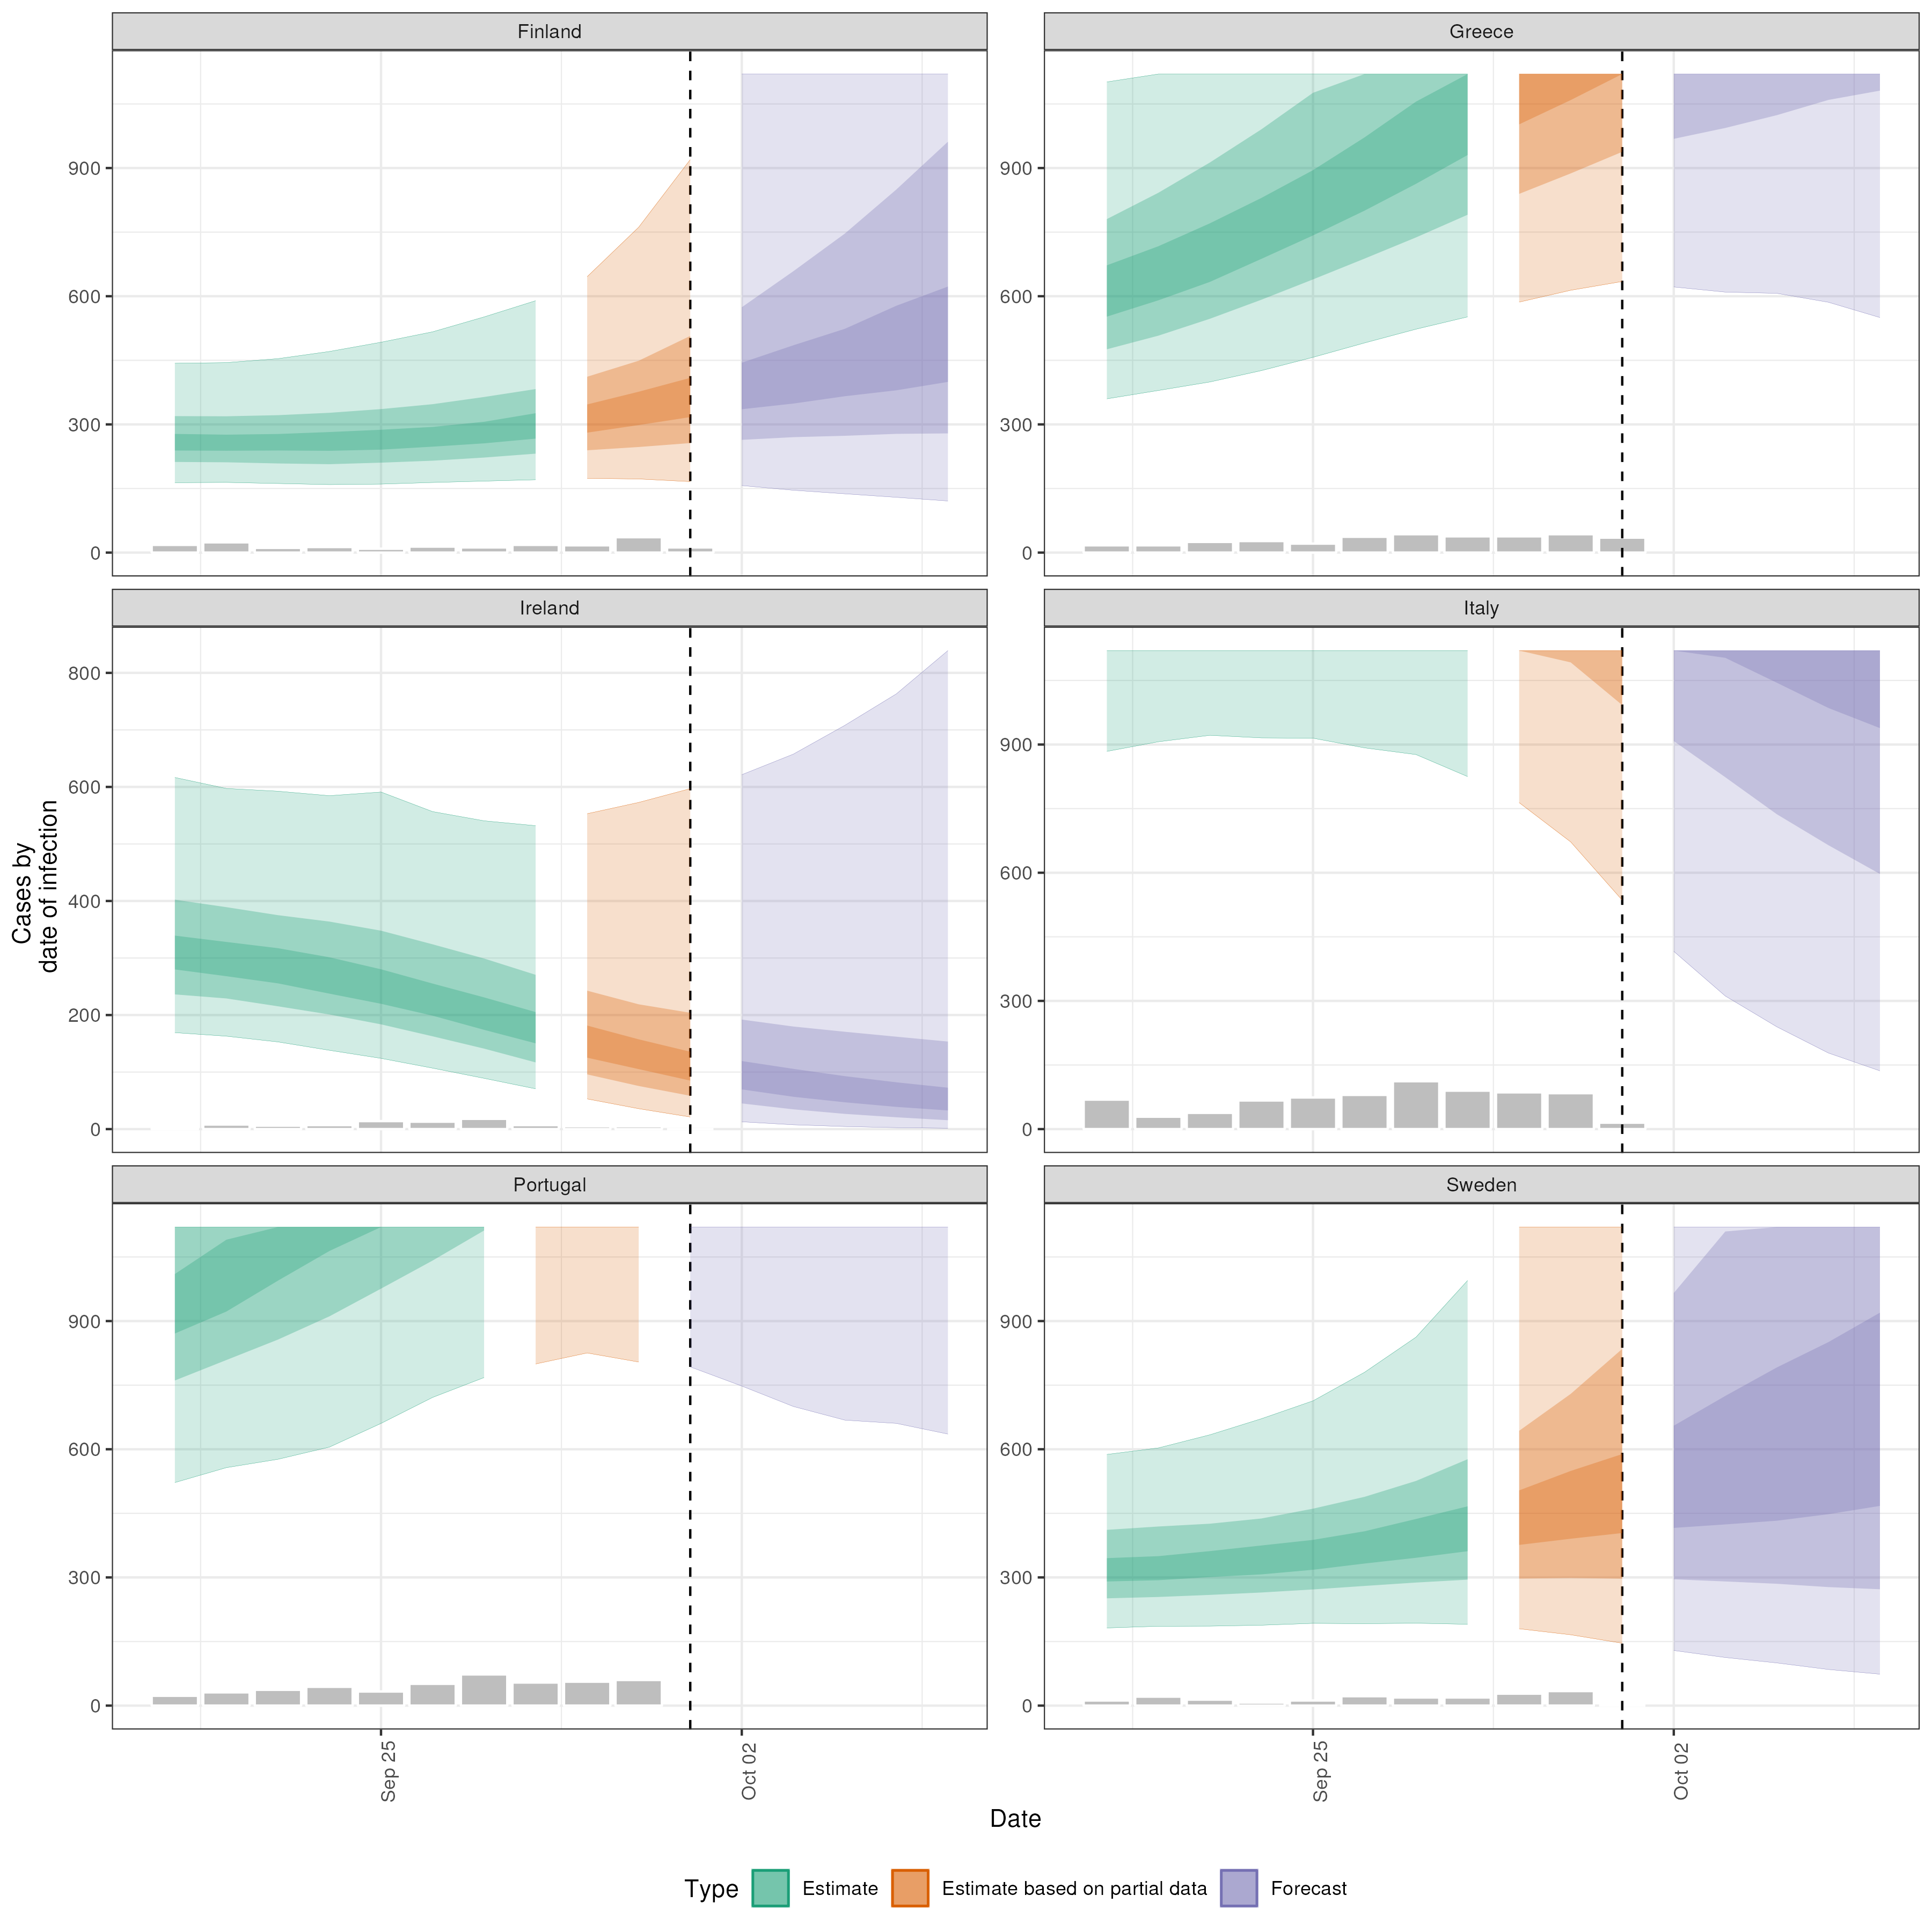 Finland
Greece
900
600
300
0
900
600
300
0
Ireland
Italy
800
600
400
200
0
900
600
300
0
Cases by
date of infection
Portugal
Sweden
900
600
300
0
900
600
300
0
Sep 25
Oct 02
Sep 25
Oct 02
Date
Type Estimate Estimate based on partial data Forecast